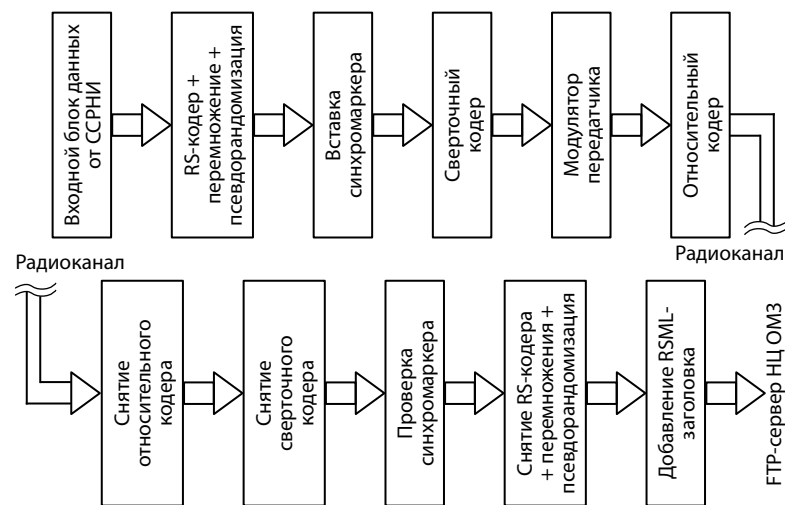 Входной блок данных
от ССРНИ
RS-кодер +
перемножение +
псевдорандомизация
Вставка
синхромаркера
Сверточный
кодер
Модулятор
передатчика
Относительный
кодер
Радиоканал
Радиоканал
Снятие
относительного
кодера
Снятие
сверточного
кодера
Проверка
синхромаркера
Снятие RS-кодера
+ перемножения +
псевдорандомизация
Добавление RSML-
заголовка
FTP-сервер НЦ ОМЗ